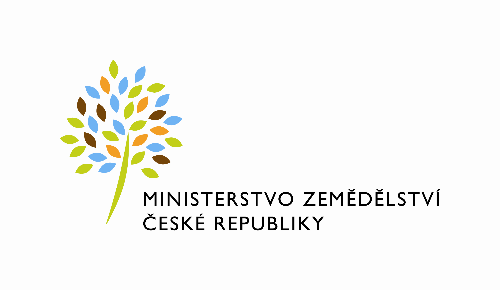 MINISTERSTVO ZEMĚDĚLSTVÍ
ČESKÉ REPUBLIKY